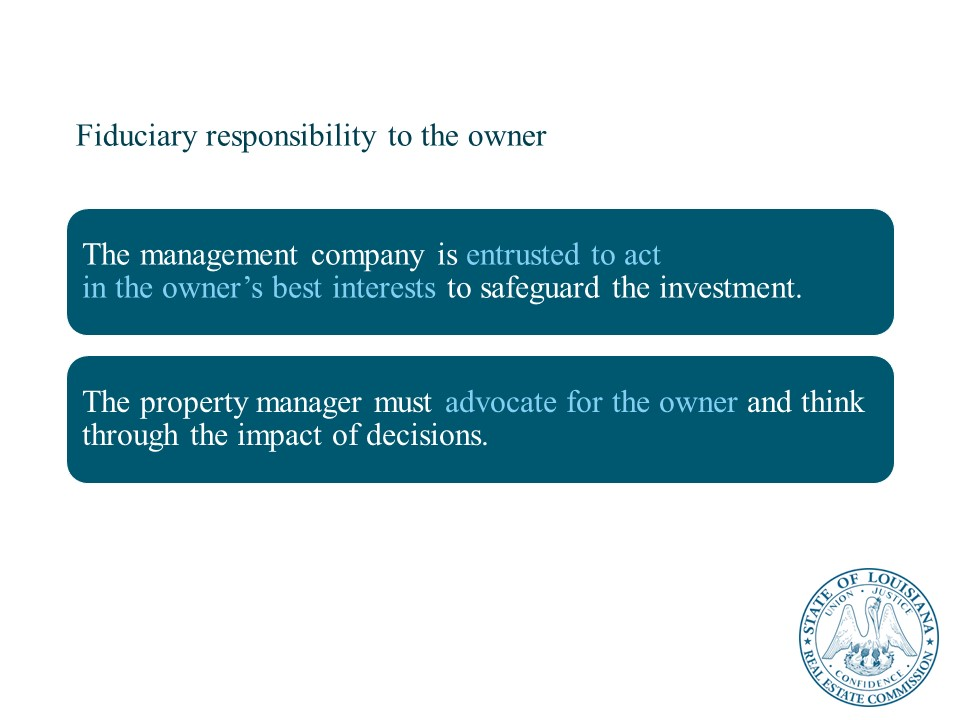 Fiduciary responsibility to the owner
The management company is entrusted to act
in the owner’s best interests to safeguard the investment.
The property manager must advocate for the owner and think
through the impact of decisions.
STATE OF LOUISIANA
UNION · JUSTICE
CONFIDENCE
REAL ESTATE COMMISSION